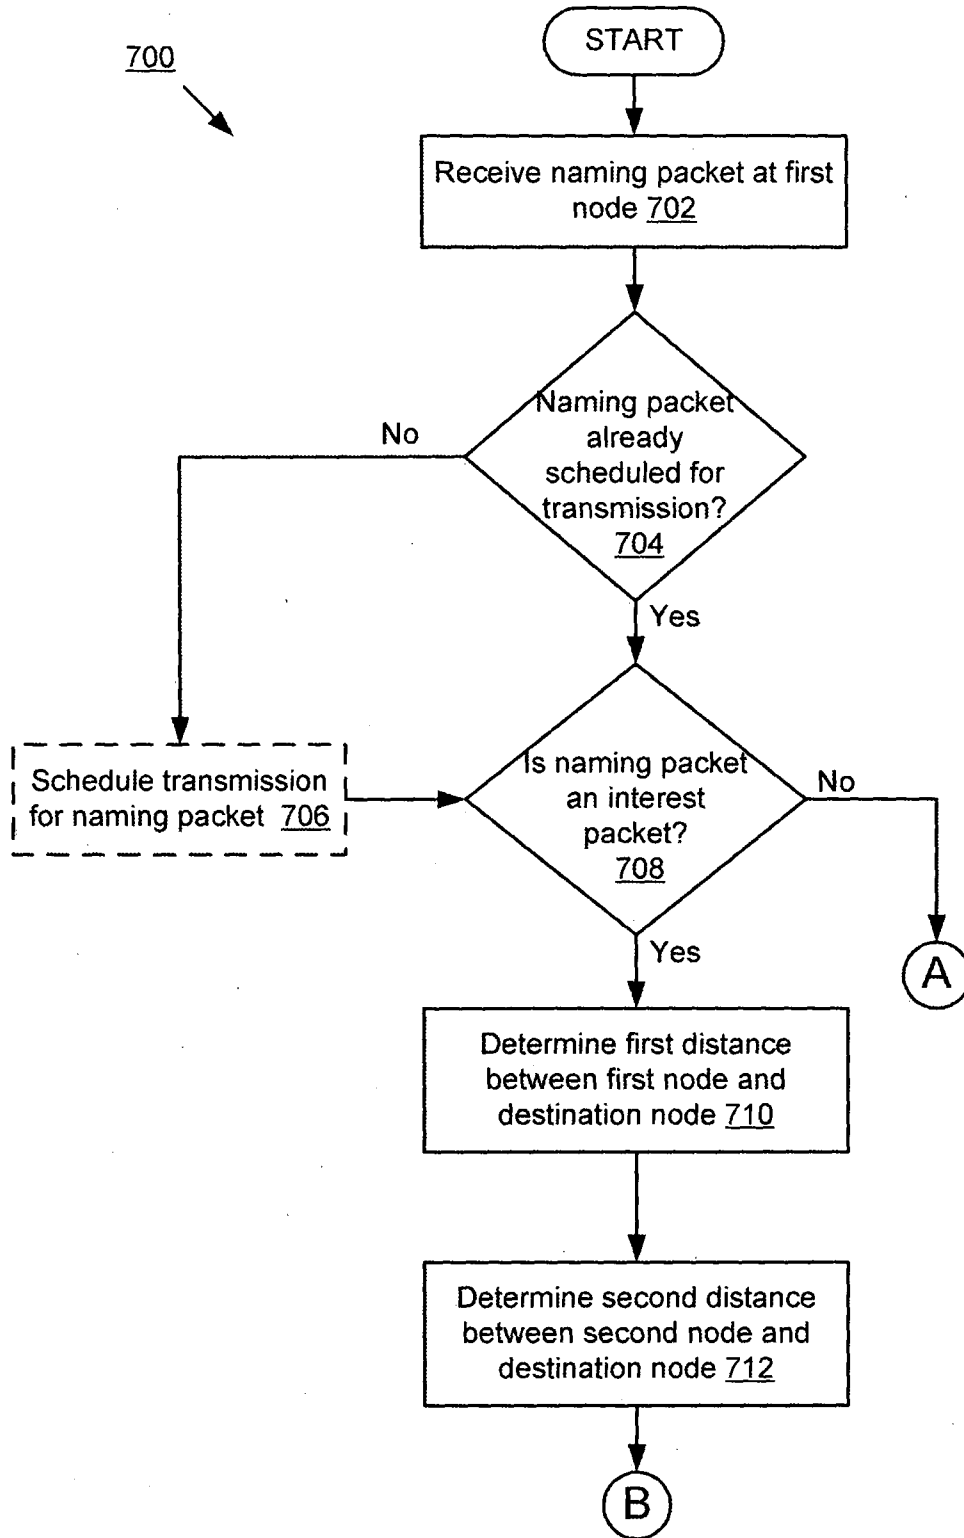 START
700
Receive naming packet at first
node 702
Naming packet
already
scheduled for
transmission?
704
No
Yes
Schedule transmission
for naming packet 706
Is naming packet
an interest
packet?
708
No
A
Yes
Determine first distance
between first node and
destination node 710
Determine second distance
between second node and
destination node 712
B